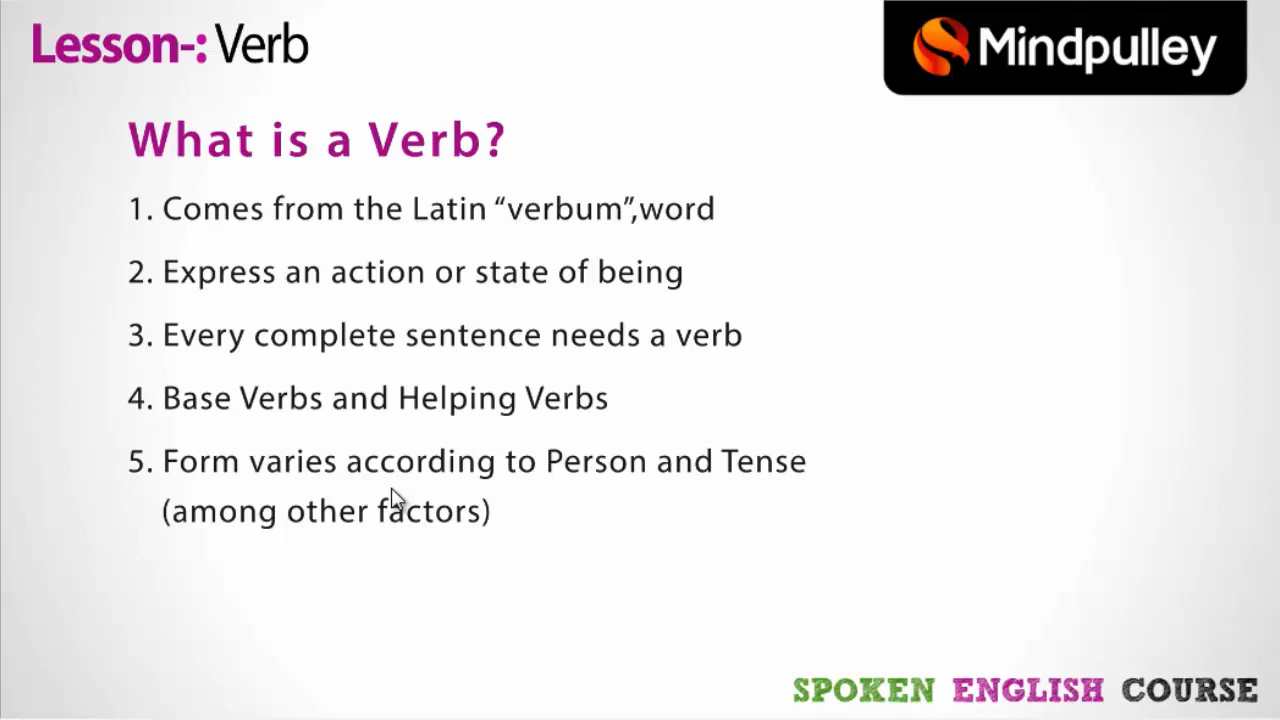 Lesson-: Verb
Mindpulley
What is a Verb?
1. Comes from the Latin “verbum”,word
2. Express an action or state of being
3. Every complete sentence needs a verb
4. Base Verbs and Helping Verbs
5. Form varies according to Person and Tense
(among other factors)
SPOKEN ENGLISH COURSE